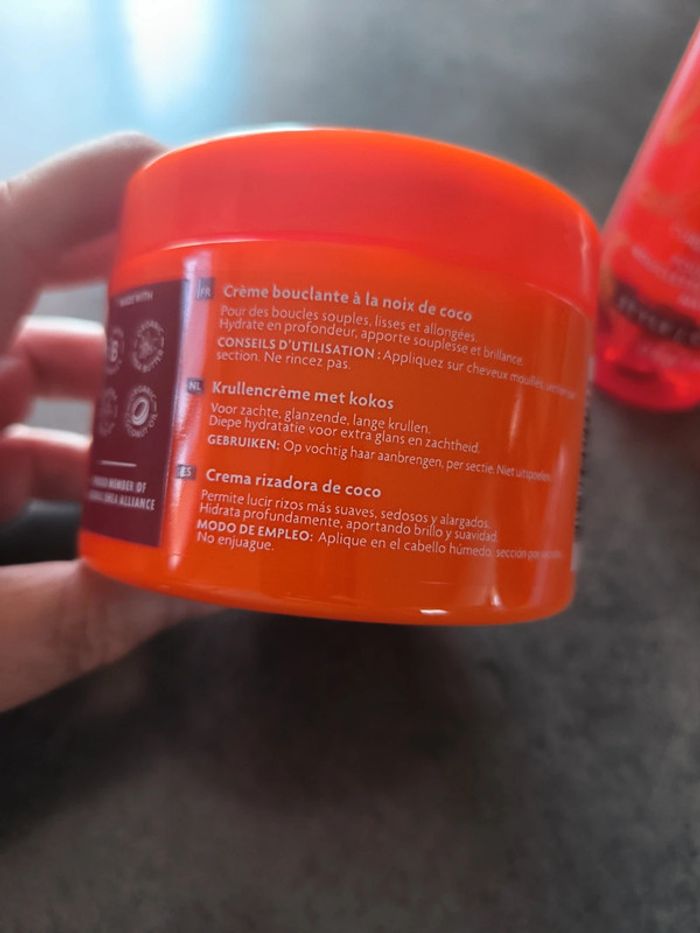 MADE WITH
PROUD MEMBER OF
SHEA ALLIANCE
FR
Crème bouclante à la noix de coco
Pour des boucles souples, lisses et allongées.
Hydrate en profondeur, apporte souplesse et brillance.
CONSEILS D'UTILISATION : Appliquez sur cheveux mouillés, section par
section. Ne rincez pas.
NL
Krullencrème met kokos
Voor zachte, glanzende, lange krullen.
Diepe hydratatie voor extra glans en zachtheid.
GEBRUIKEN: Op vochtig haar aanbrengen, per sectie. Niet uitspoelen.
ES
Crema rizadora de coco
Permite lucir rizos más suaves, sedosos y alargados.
Hidrata profundamente, aportando brillo y suavidad.
MODO DE EMPLEO: Aplique en el cabello húmedo, sección por
No enjuague.